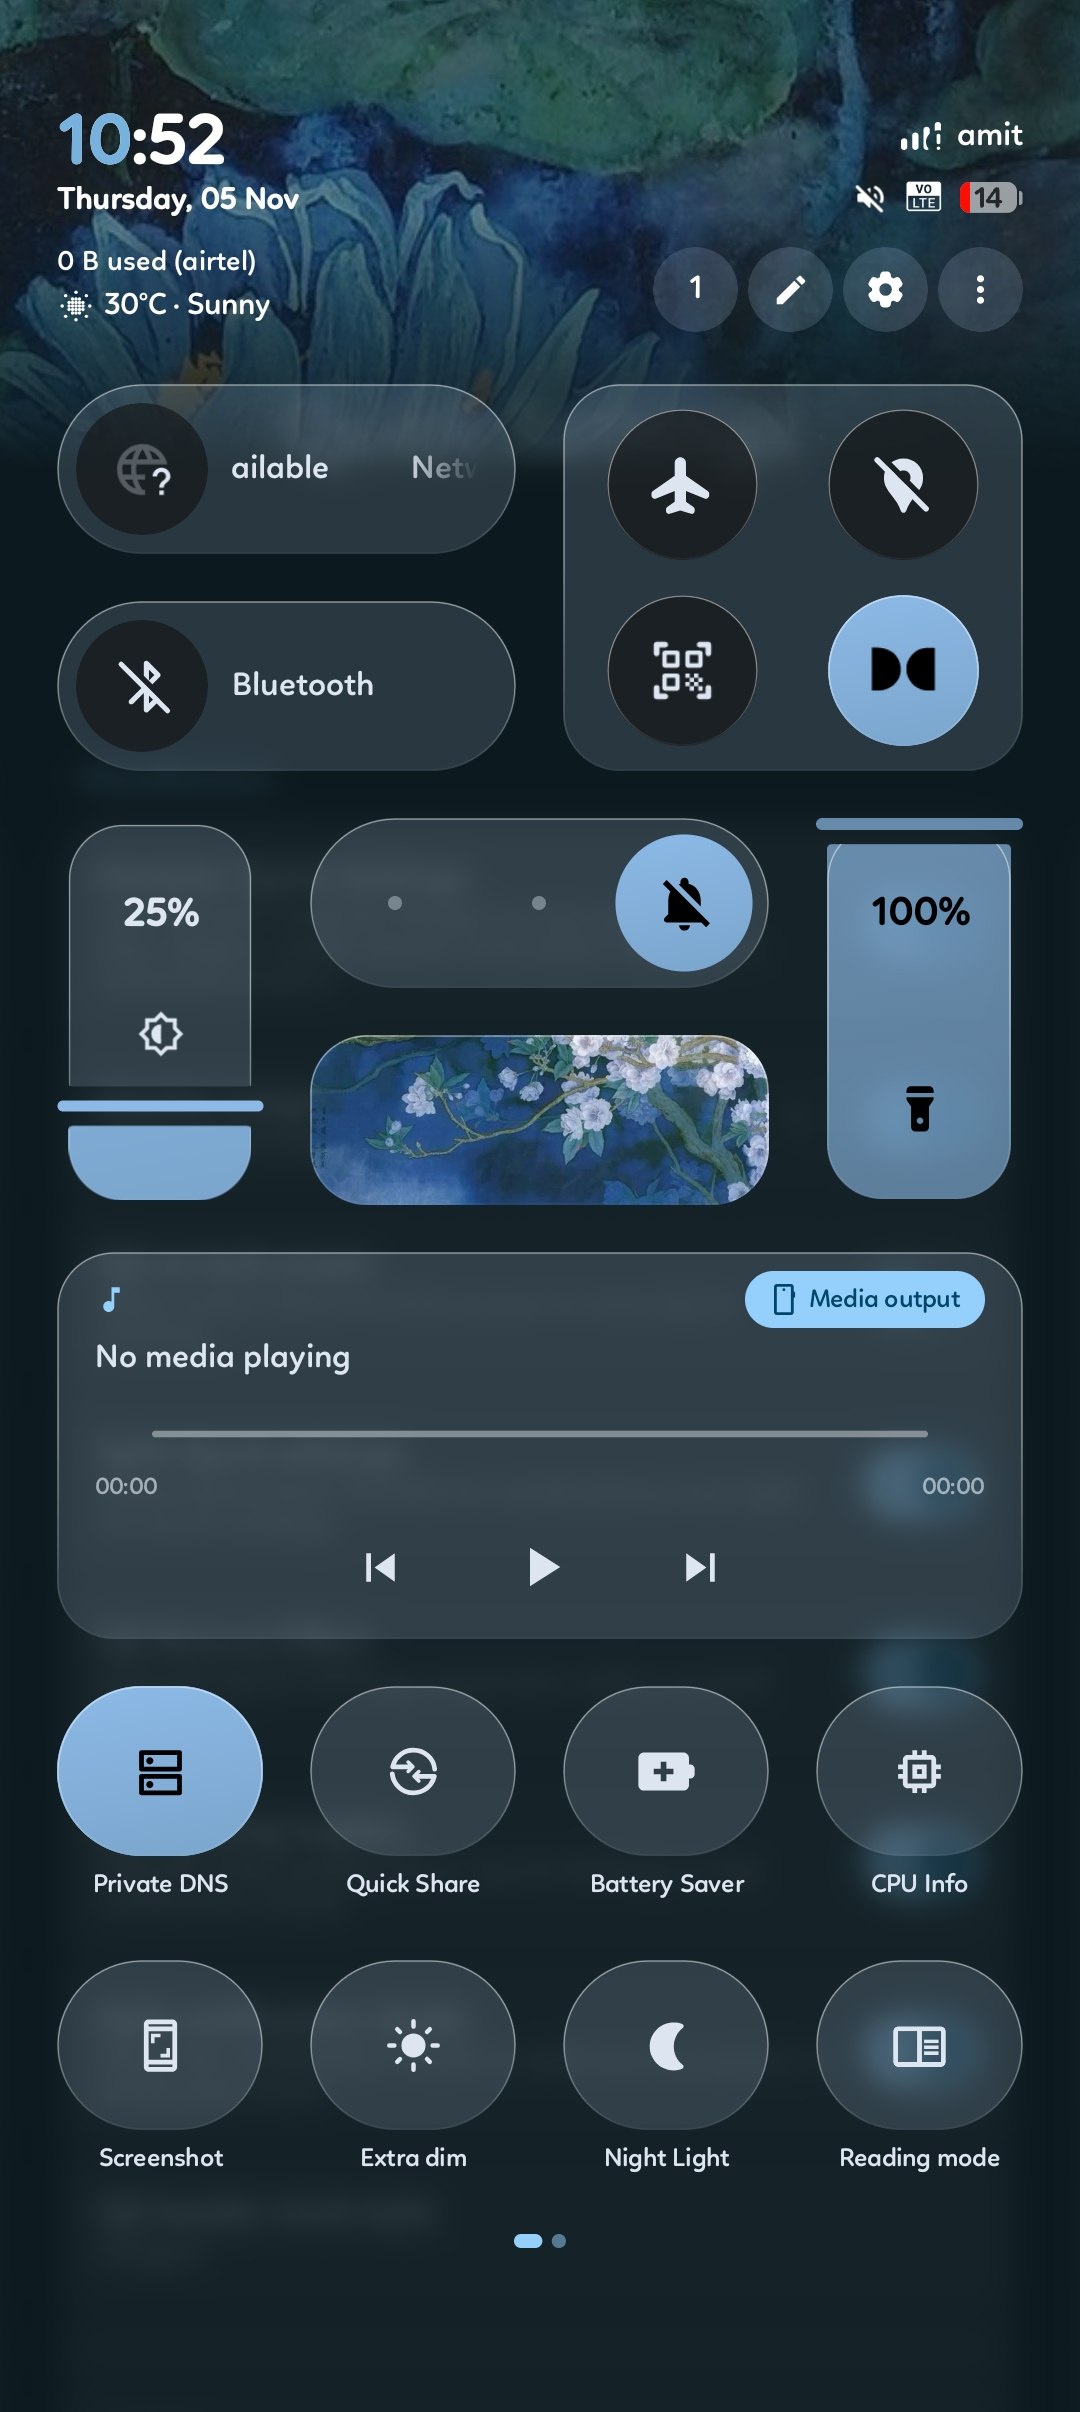 10:52
amit
Thursday, 05 Nov
VO
LTE
14
0 B used (airtel)
30°C · Sunny
1
ailable
Bluetooth
25%
100%
Media output
No media playing
00:00
00:00
Private DNS
Quick Share
Battery Saver
CPU Info
Screenshot
Extra dim
Night Light
Reading mode